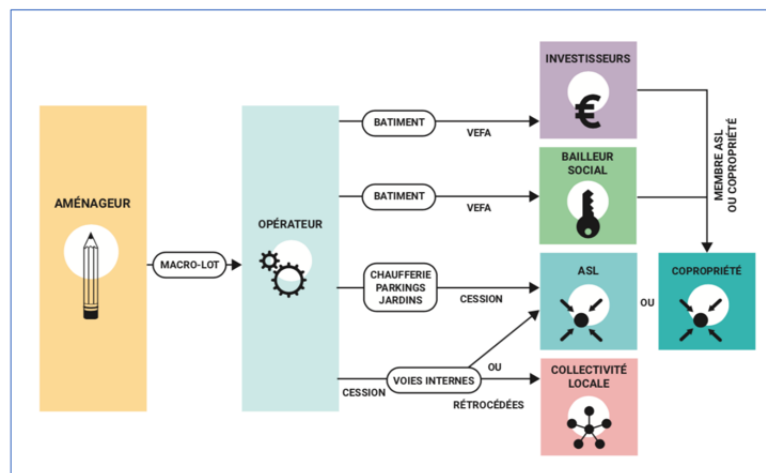 INVESTISSEURS
€
BATIMENT
VEFA
BAILLEUR
SOCIAL
BATIMENT
VEFA
MEMBRE ASL
OU COPROPRIÉTÉ
AMÉNAGEUR
MACRO-LOT
OPÉRATEUR
CHAUFFERIE
PARKINGS
JARDINS
CESSION
ASL
OU
COPROPRIÉTÉ
CESSION
VOIES INTERNES
OU
RÉTROCÉDÉES
COLLECTIVITÉ
LOCALE